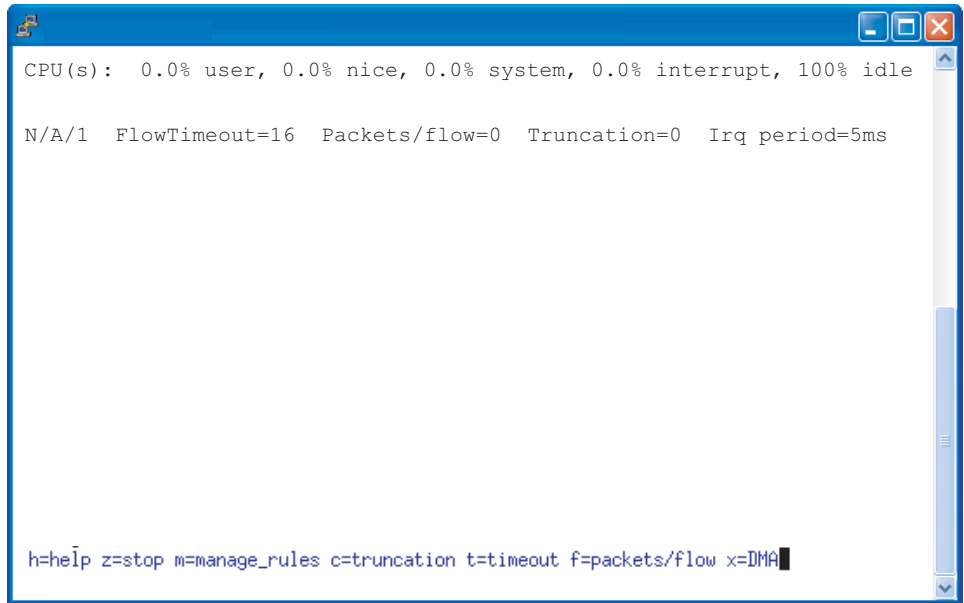 CPU(s): 0.0% user, 0.0% nice, 0.0% system, 0.0% interrupt, 100% idle
N/A/1 FlowTimeout=16 Packets/flow=0 Truncation=0 Irq period=5ms
h=help z=stop m=manage_rules c=truncation t=timeout f=packets/flow x=DMA